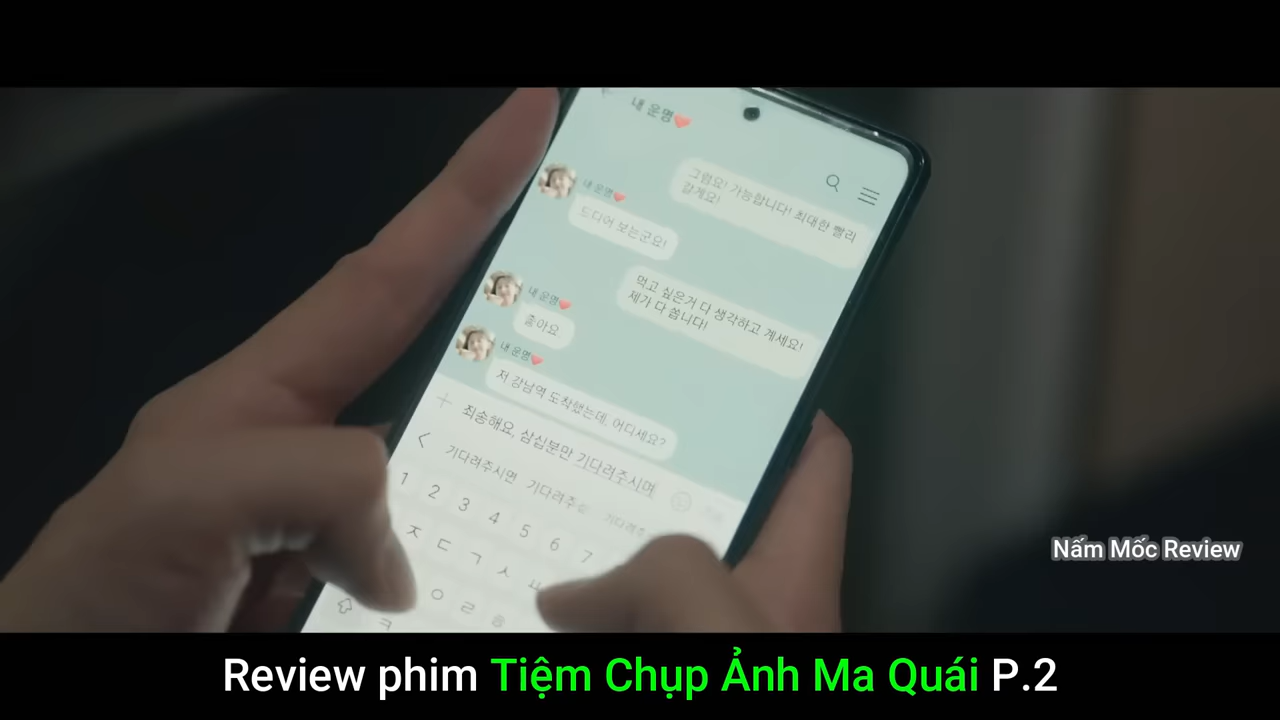 내 운명❤
그럼요! 가능합니다! 최대한 빨리
갈게요!
내 운명❤
드디어 보는군요!
먹고 싶은거 다 생각하고 계세요!
제가 다 쏩니다!
내 운명❤
좋아요
내 운명❤
저 강남역 도착했는데, 어디세요?
죄송해요, 삼십분만 기다려주시며
기다려주시면 기다려주
1 2 3 4 5 6 7
ㅈ ㄷ ㄱ ㅅ
ㅇ ㄹ ㅎ
ㅋ
Nấm Mốc Review
Review phim Tiệm Chụp Ảnh Ma Quái P.2